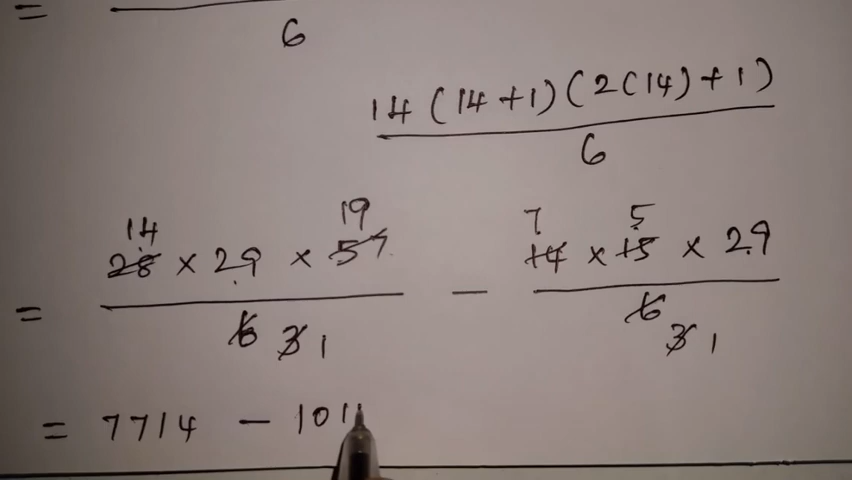 =
6
14 (14 +1) (2(14) + 1)
6
14 19 7 5
= 28 × 29 × 57 − 14 × 15 × 29
6 3 1 6 3 1
= 7714 − 101